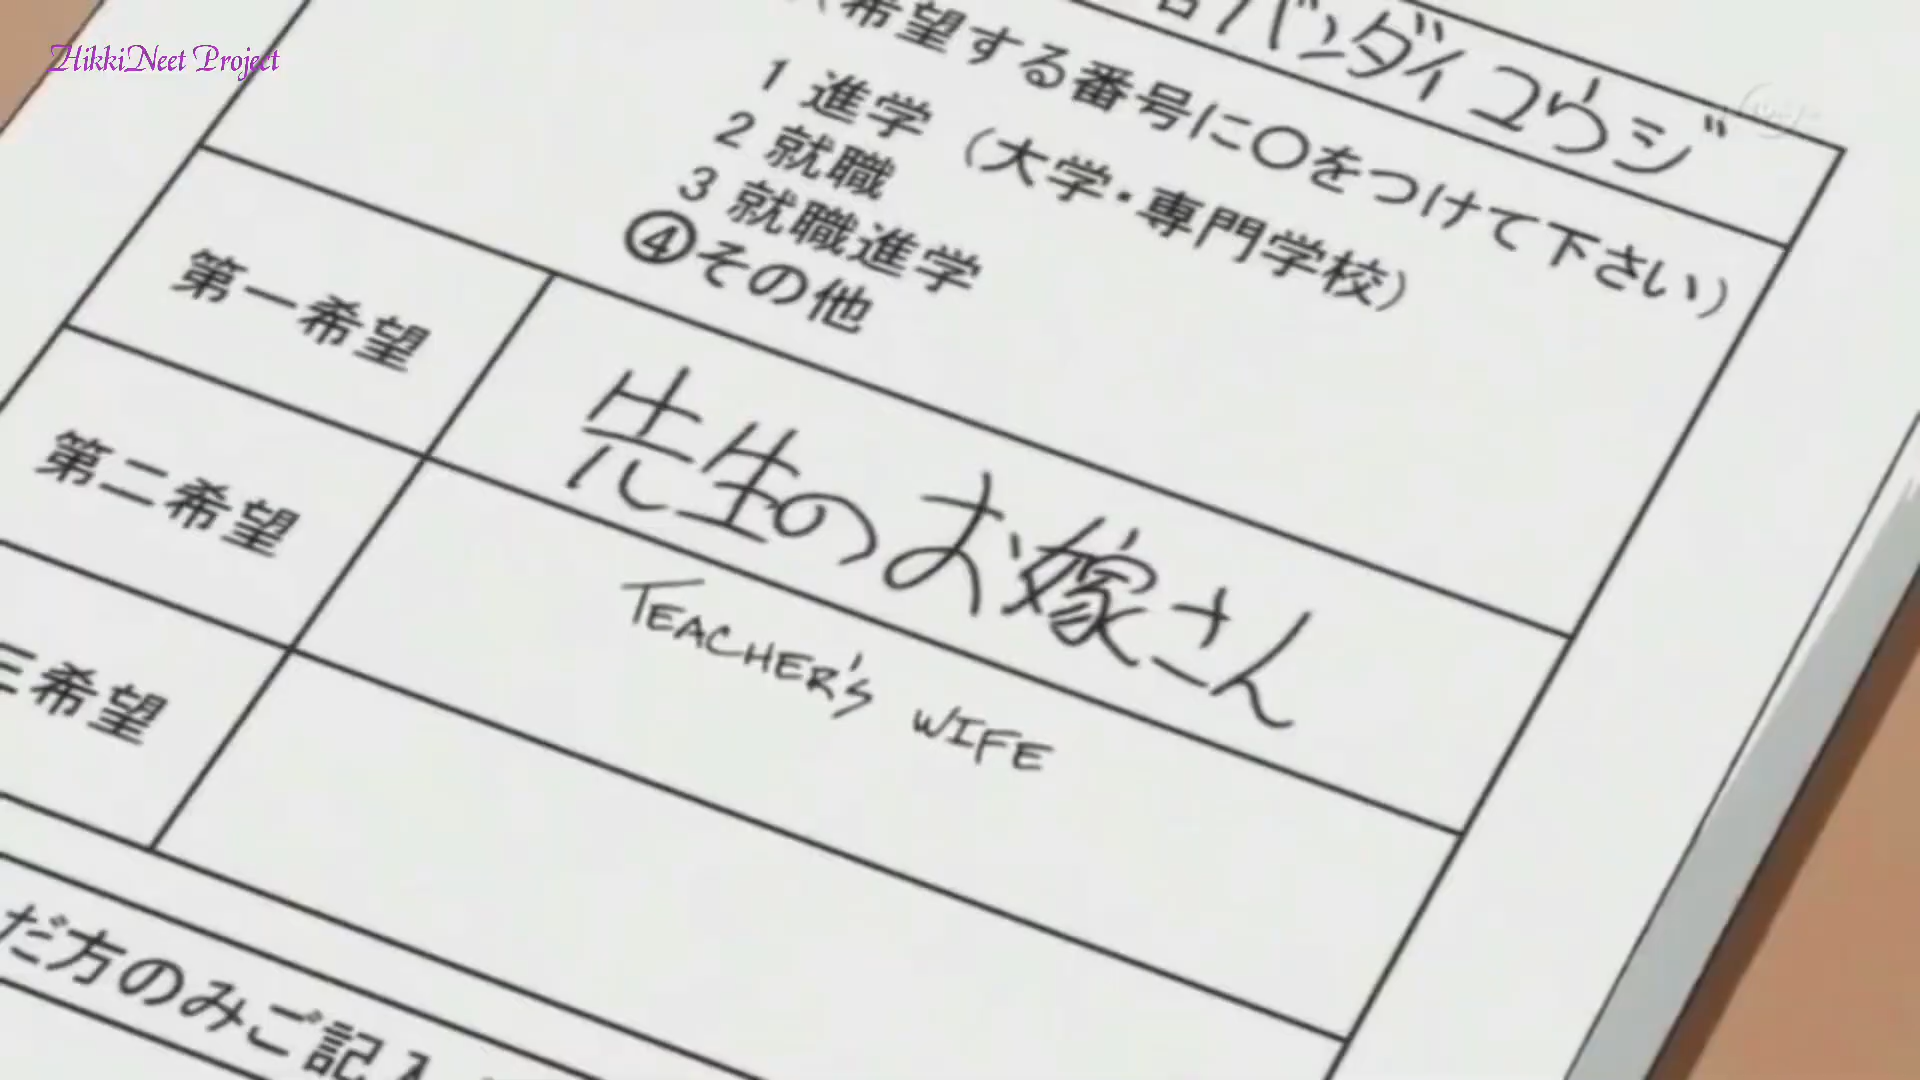 HikkiNeet Project
バンダイ ユウジ
希望する番号に〇をつけて下さい)
1 進学 (大学・専門学校)
2 就職
3 就職進学
④その他
第一希望
先生のお嫁さん
TEACHER'S WIFE
第二希望
三希望
だ方のみご記入